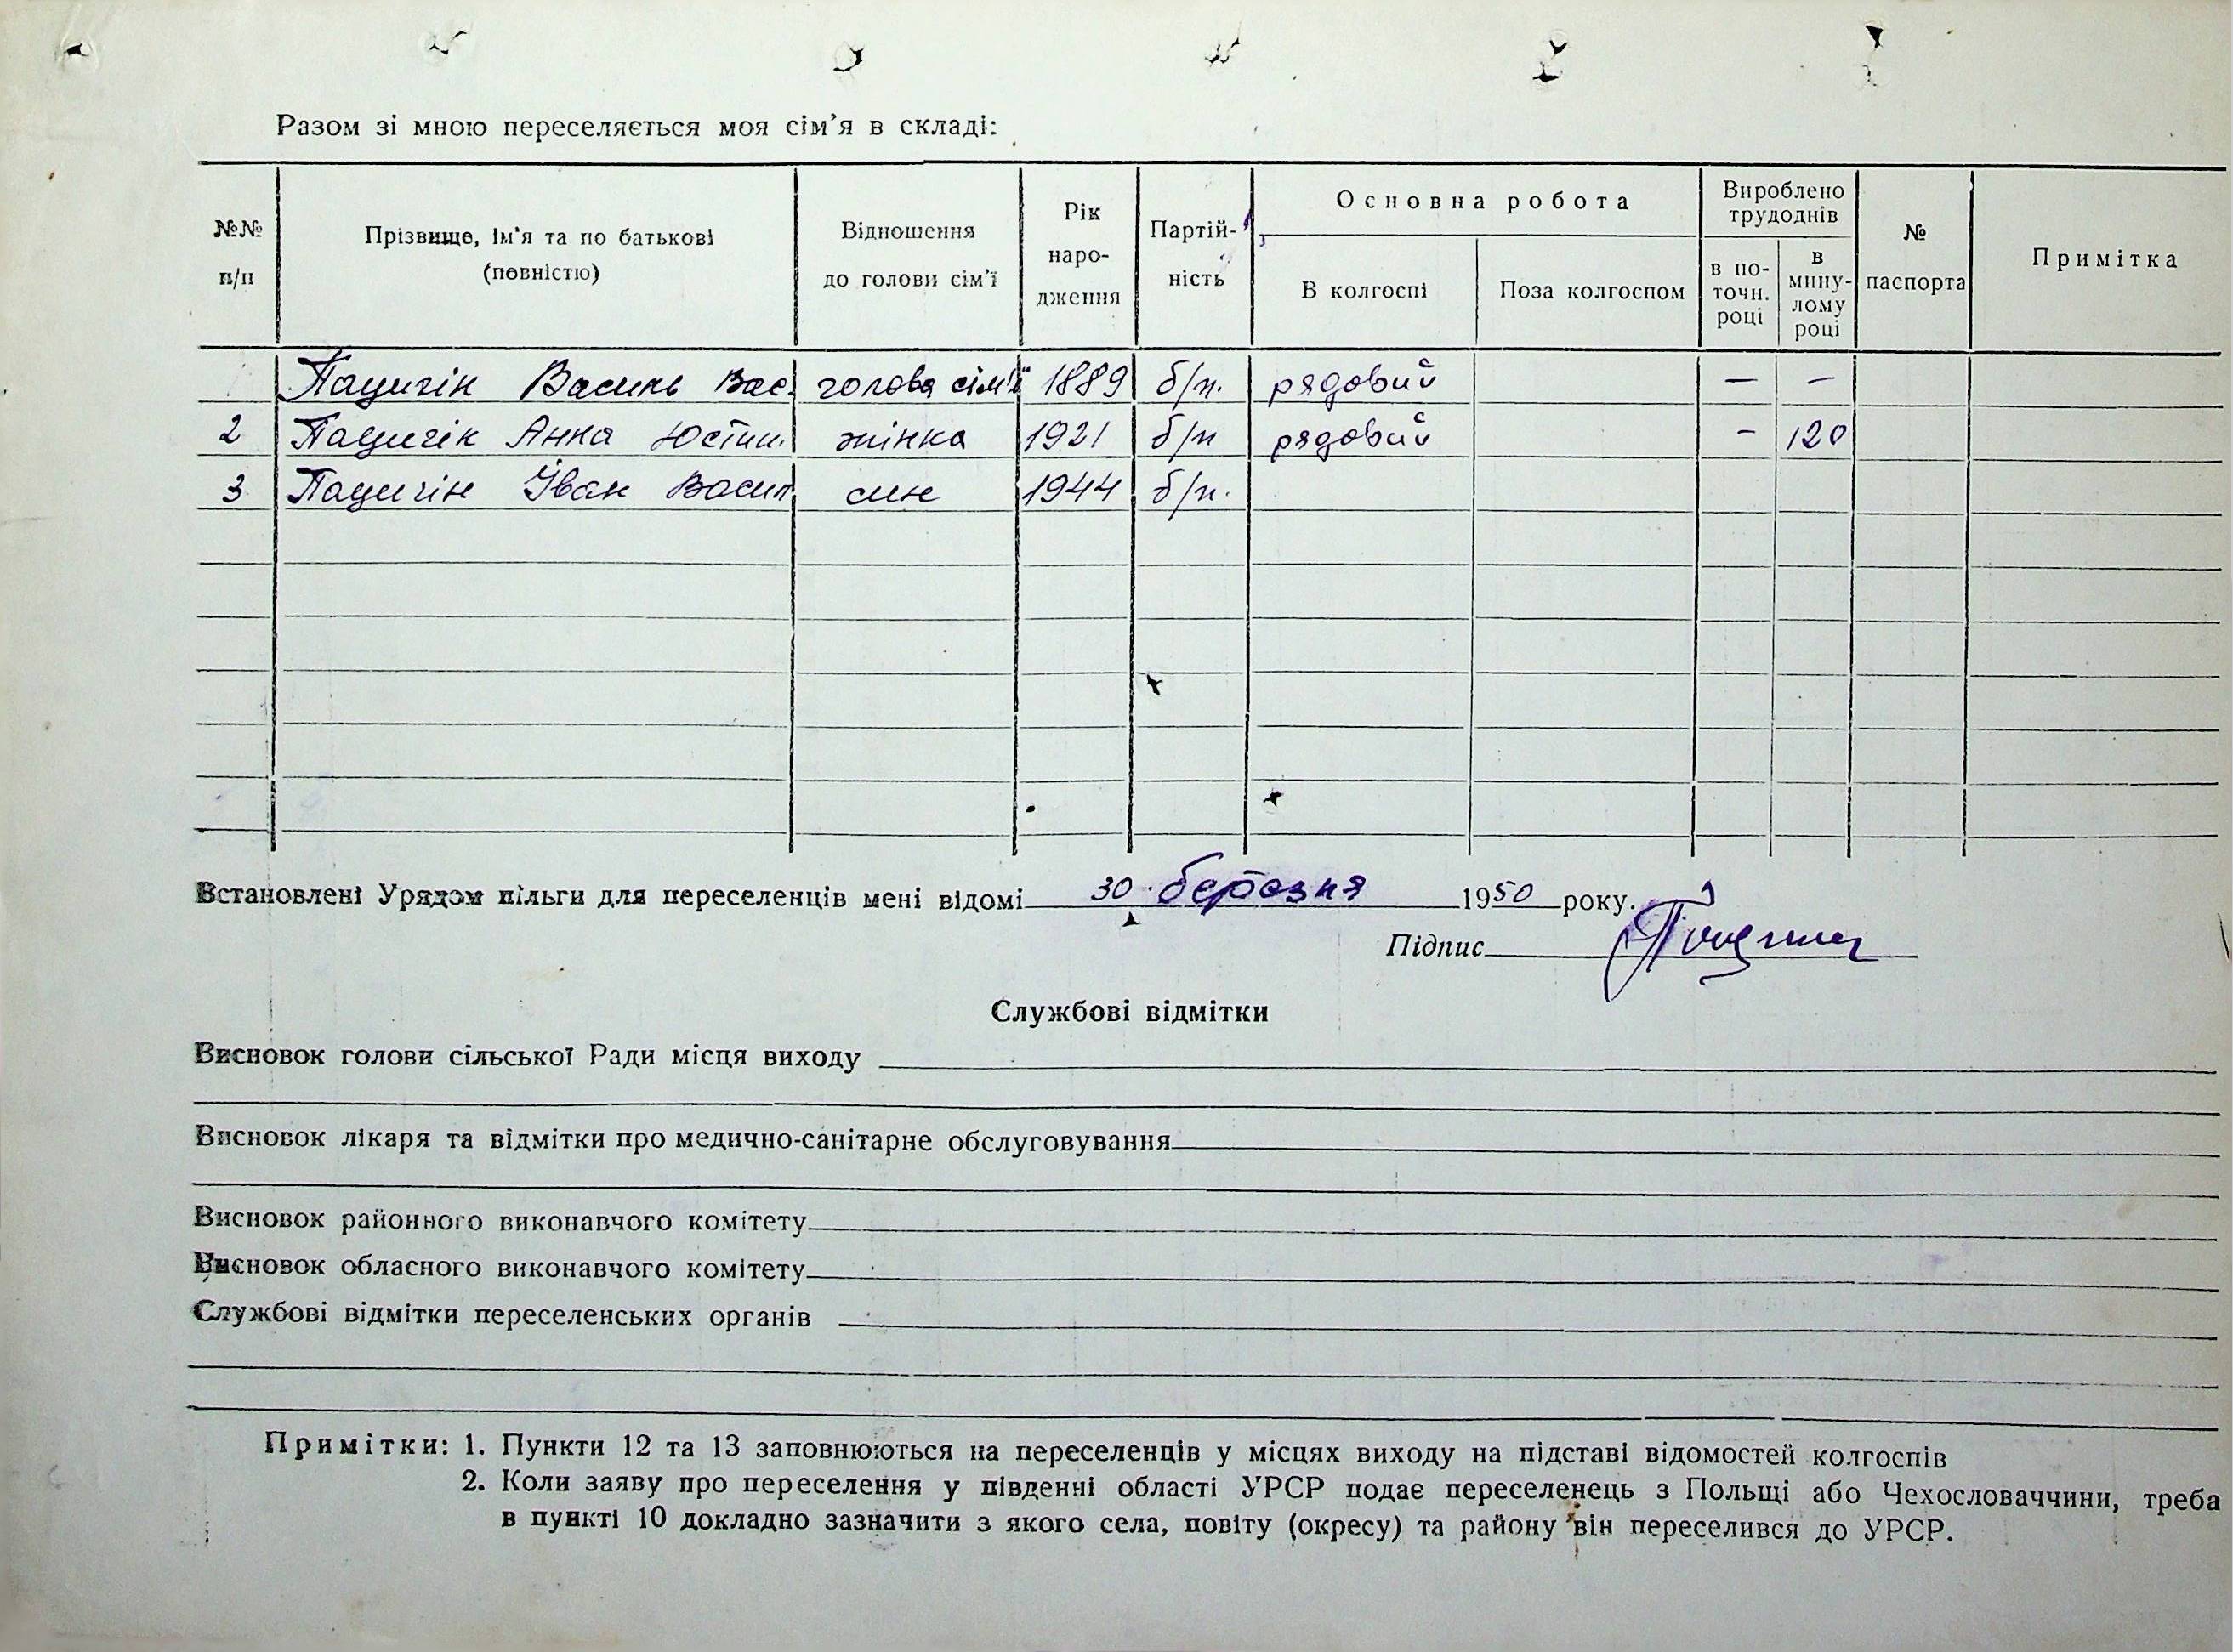 Разом зі мною переселяється моя сім'я в складі:
№№ п/п
Прізвище, ім'я та по батькові (повністю)
Відношення до голови сім'ї
Рік народження
Партійність
Основна робота
В колгоспі
Поза колгоспом
Вироблено трудоднів
в поточн. році
в минулому році
№ паспорта
Примітка
Вас. голова сім'ї 1889 б/п. рядовий — —
2 Анна Юстин. жінка 1921 б/п рядовий - 120
3 Іван Васил. син 1944 б/п.
Встановлені Урядом пільги для переселенців мені відомі 30 березня 1950 року.
Підпис
Службові відмітки
Висновок голови сільської Ради місця виходу
Висновок лікаря та відмітки про медично-санітарне обслуговування
Висновок районного виконавчого комітету
Висновок обласного виконавчого комітету
Службові відмітки переселенських органів
Примітки: 1. Пункти 12 та 13 заповнюються на переселенців у місцях виходу на підставі відомостей колгоспів
2. Коли заяву про переселення у південні області УРСР подає переселенець з Польщі або Чехословаччини, треба
в пункті 10 докладно зазначити з якого села, повіту (окресу) та району він переселився до УРСР.